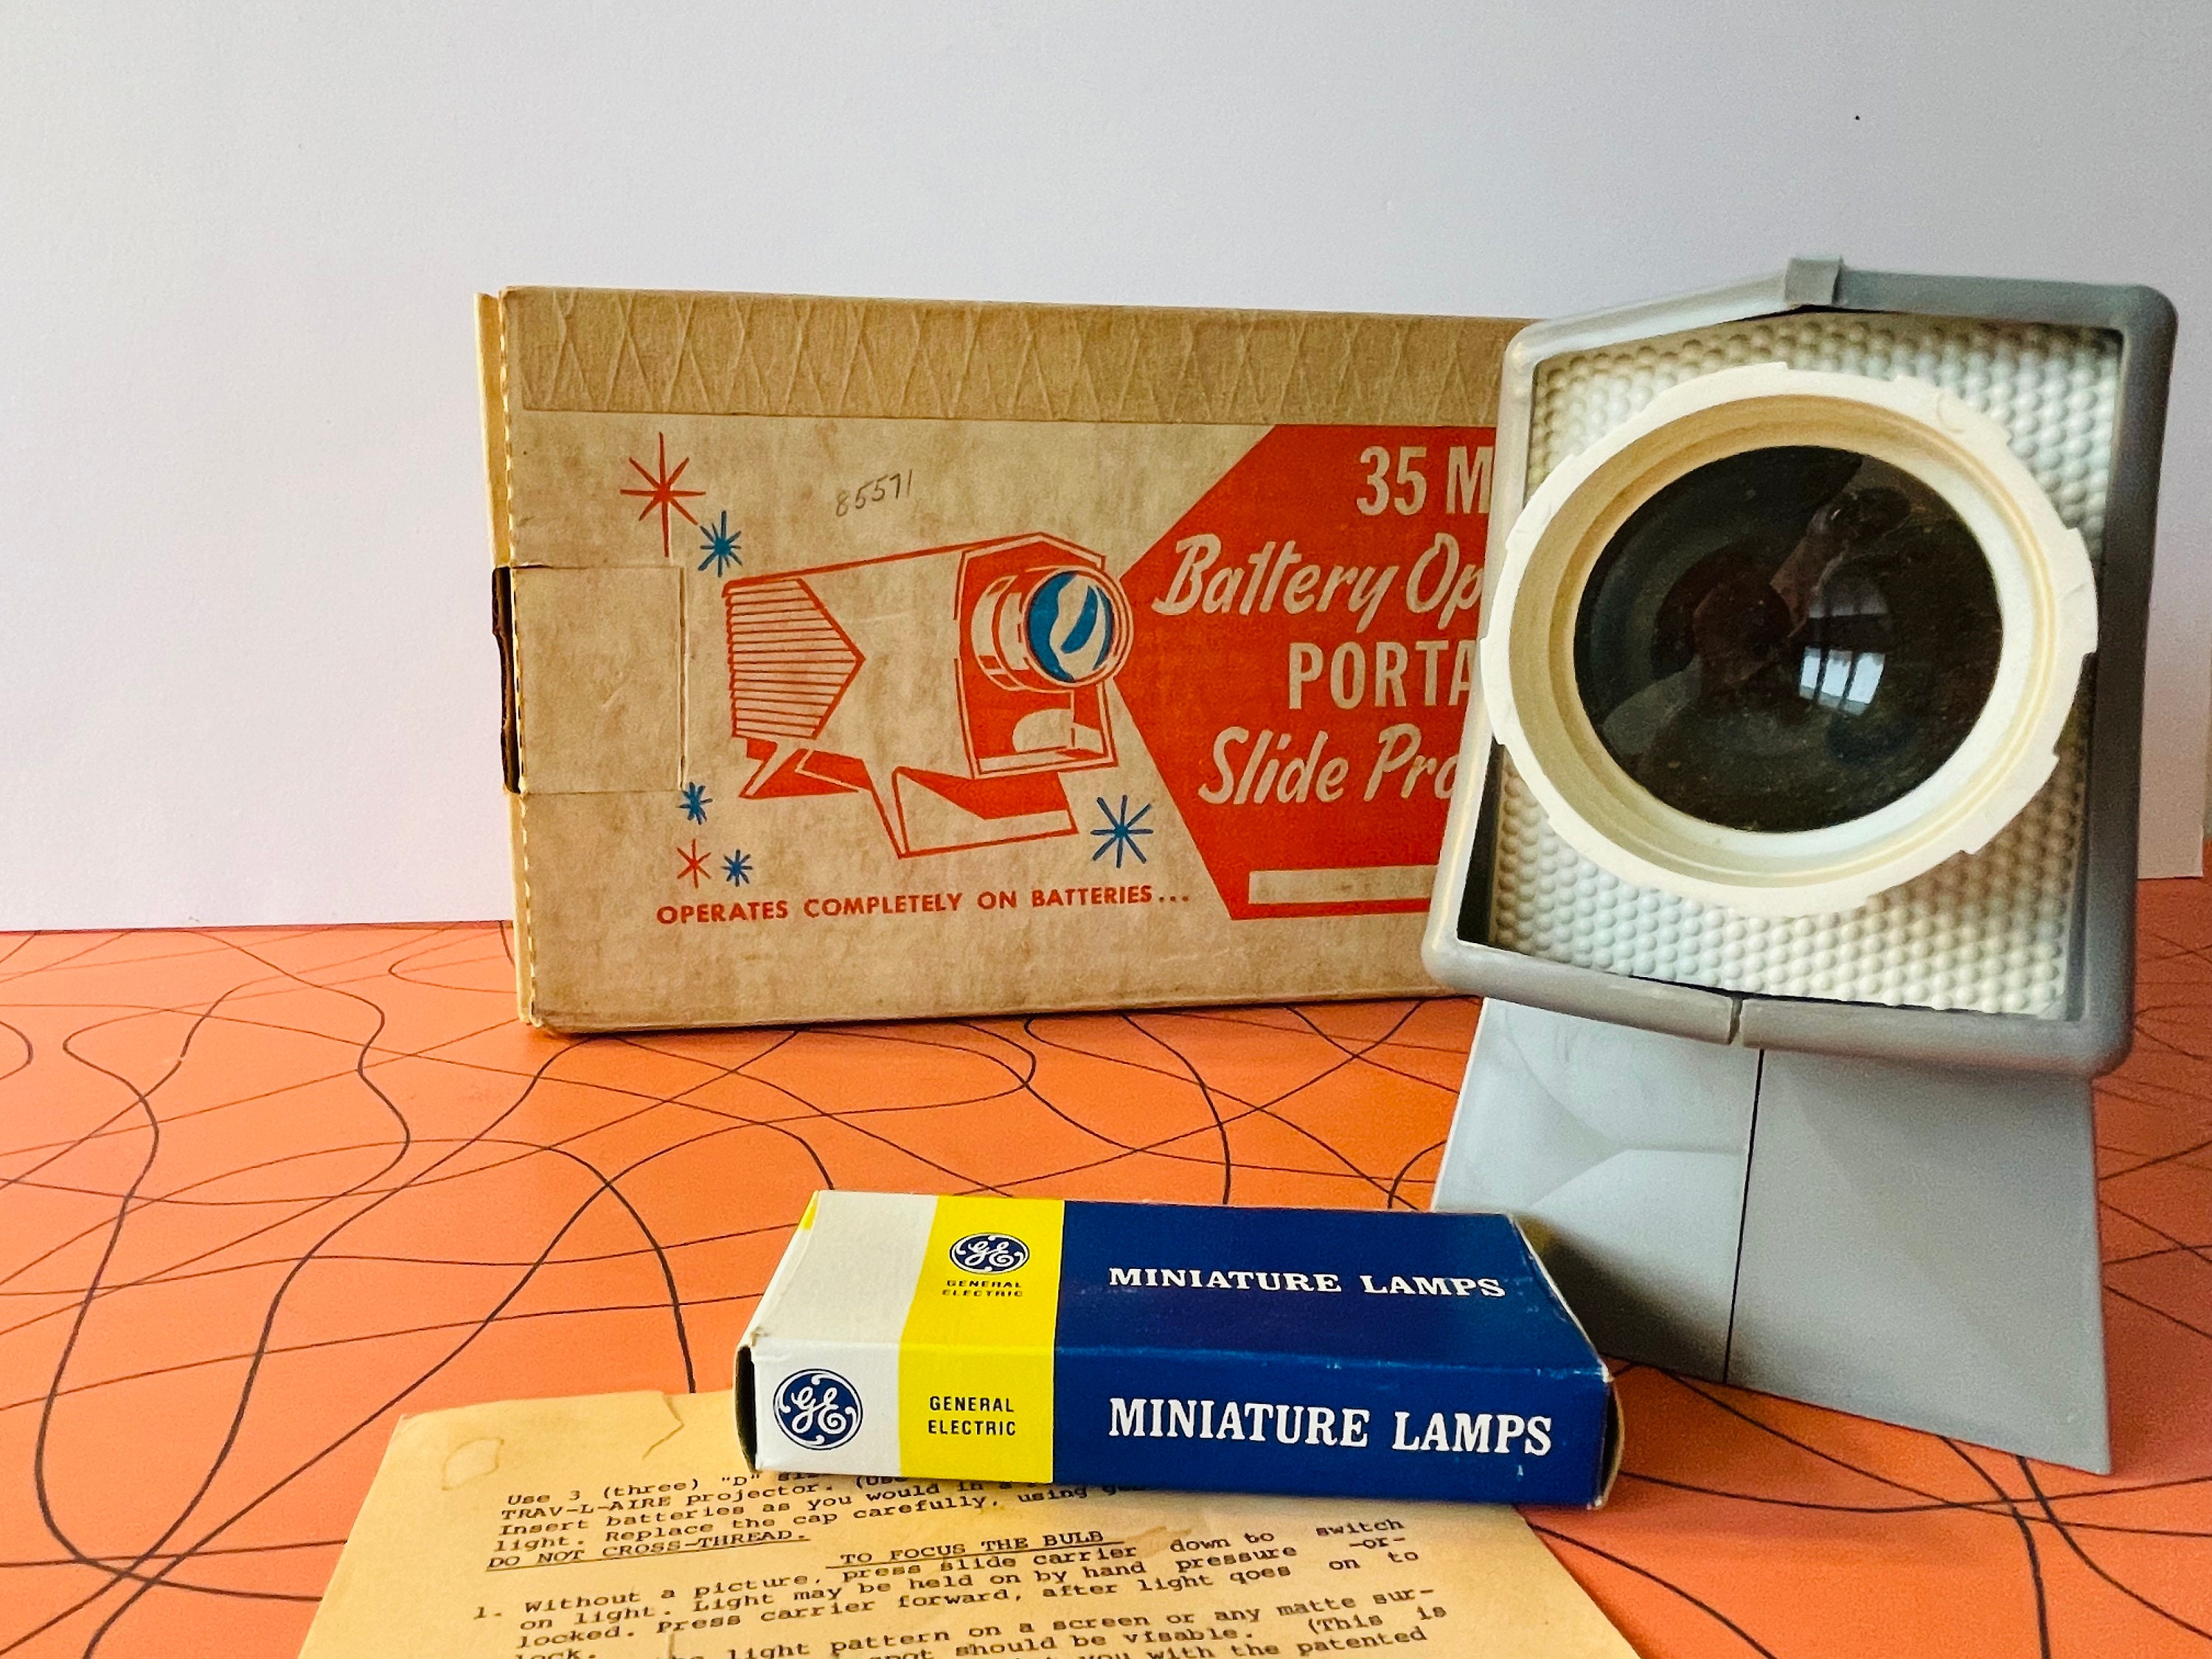 85571
35 M
Battery Op
PORTA
Slide Pro
OPERATES COMPLETELY ON BATTERIES...
GE
GENERAL
ELECTRIC
MINIATURE LAMPS
GE
GENERAL
ELECTRIC
MINIATURE LAMPS
Use 3 (three) "D" (Use
TRAV-L-AIRE projector.
Insert batteries as you would in a
light. Replace the cap carefully, using
DO NOT CROSS-THREAD.
TO FOCUS THE BULB
1. Without a picture, press slide carrier down to switch
on light. Light may be held on by hand pressure -or-
locked. Press carrier forward, after light goes on to
lock.
light pattern on a screen or any matte sur-
spot should be visable. (This is
you with the patented